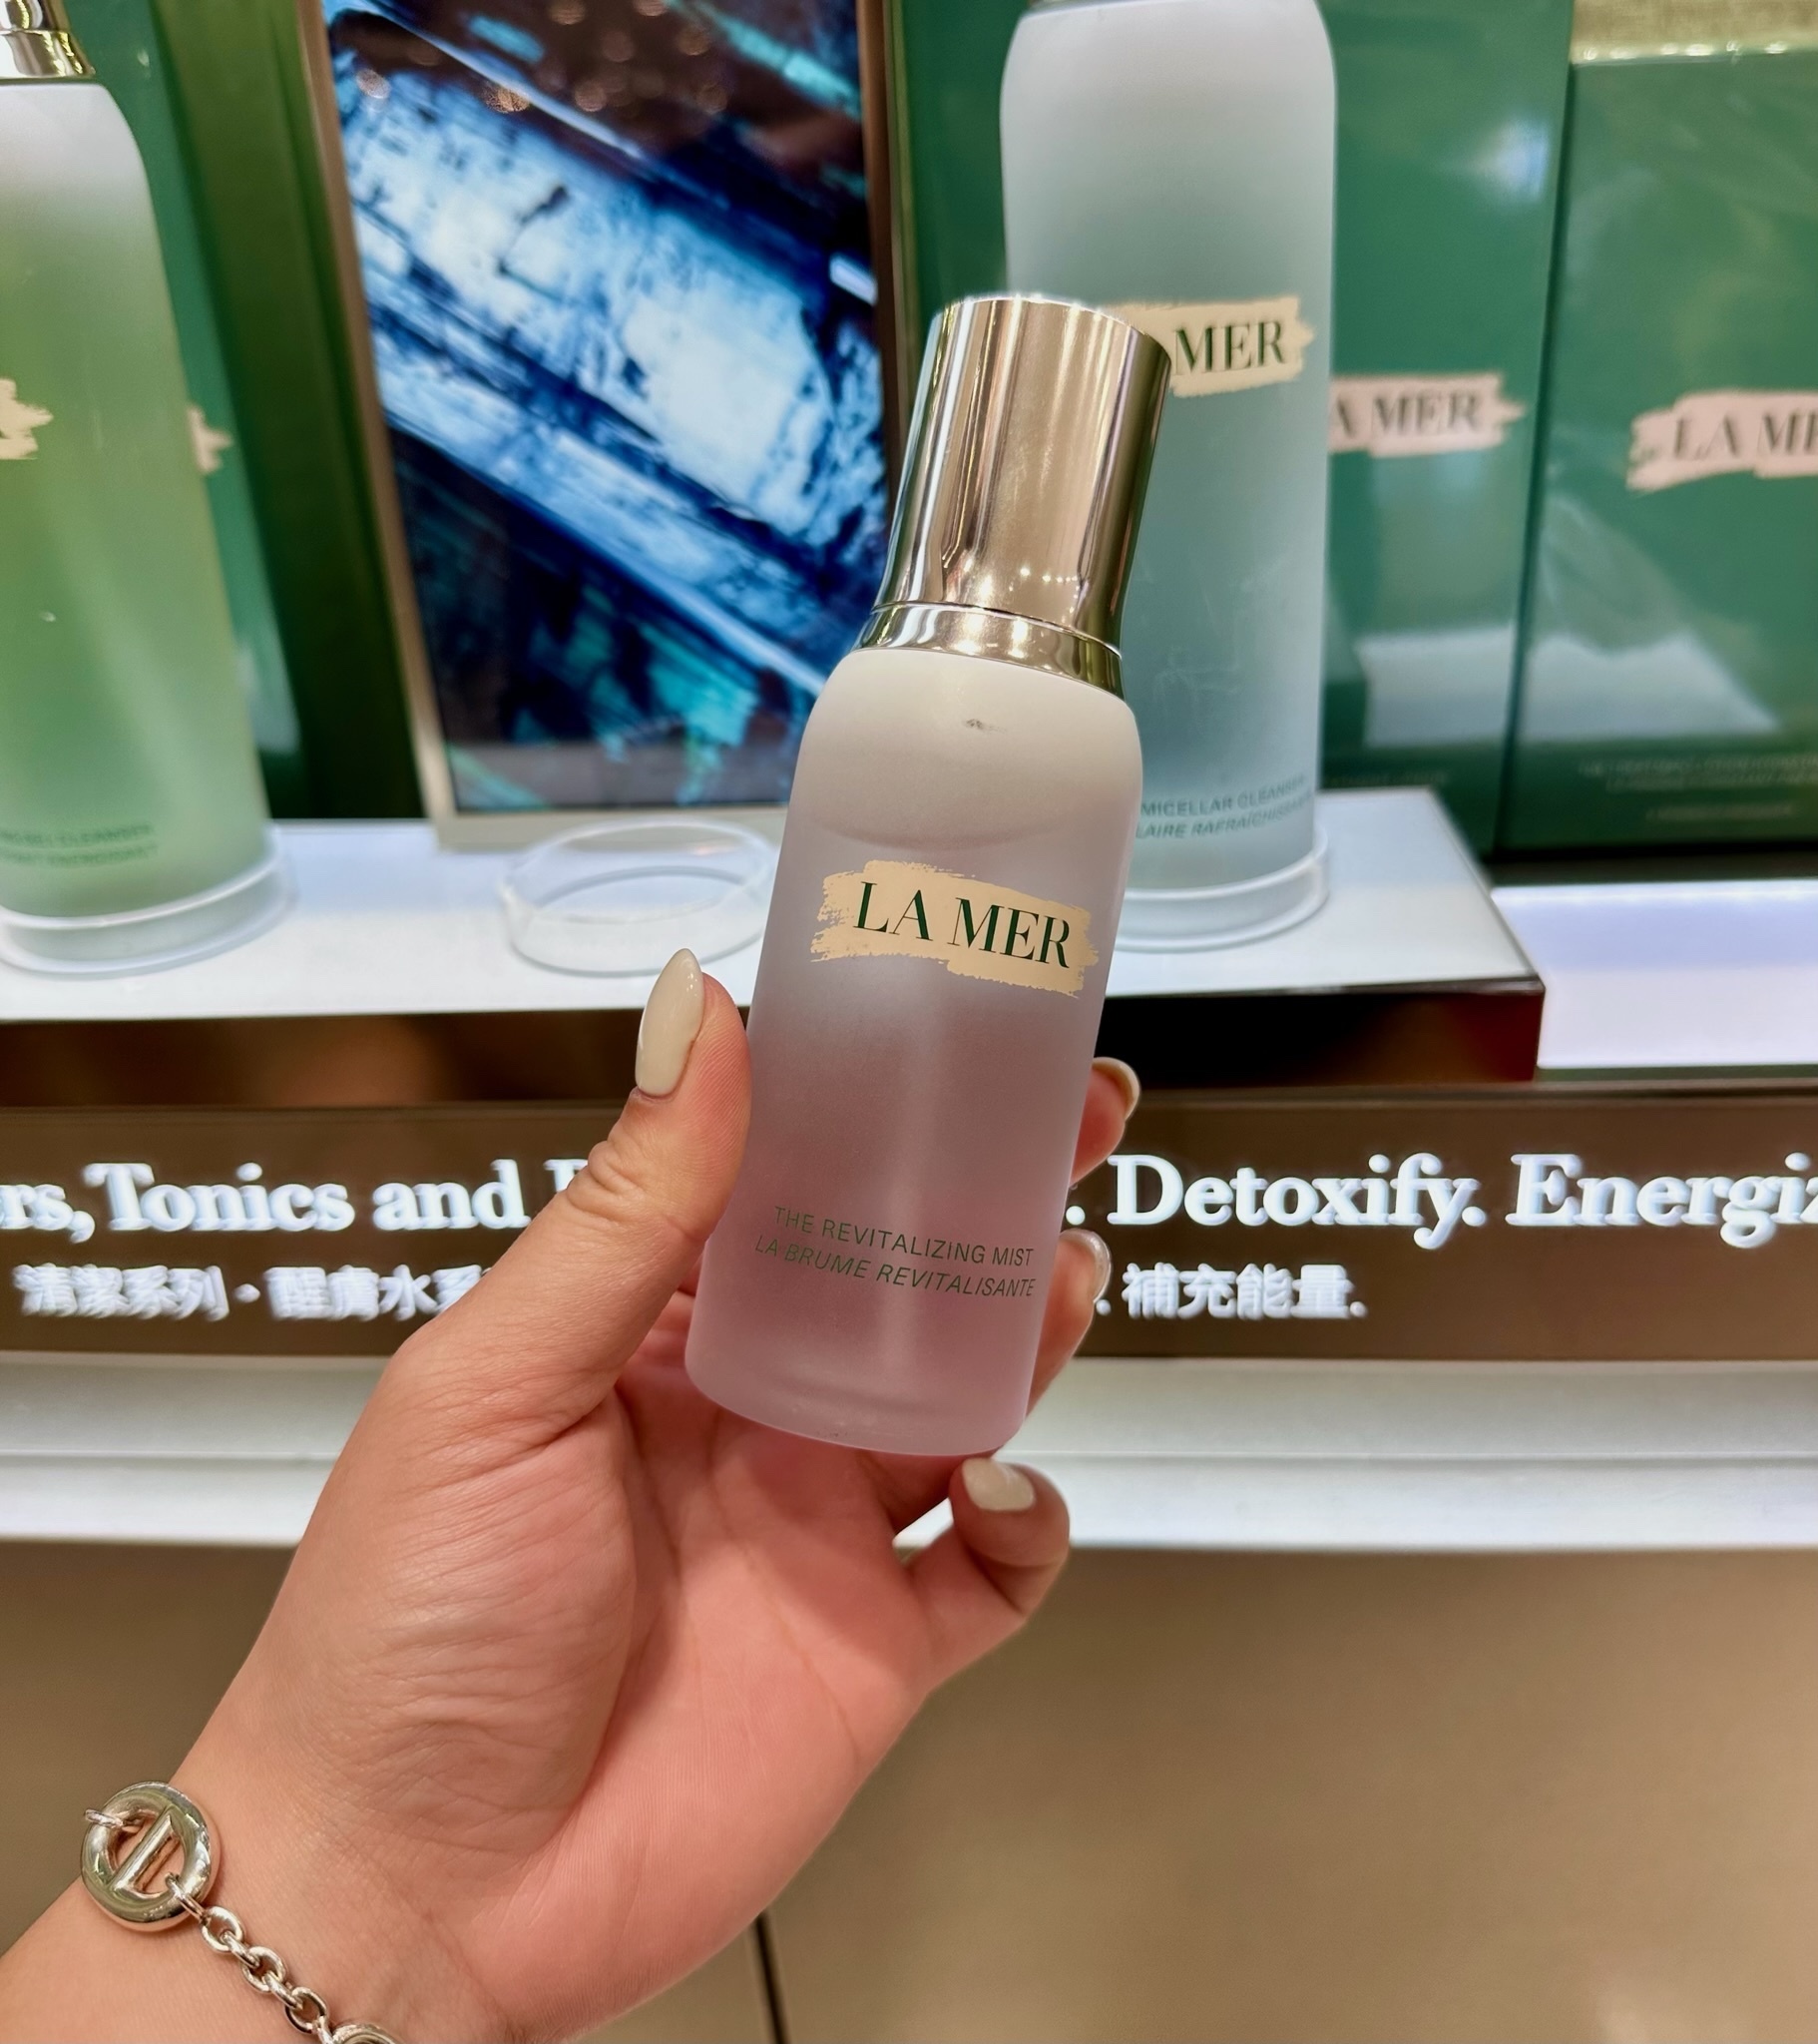 MER
A MER
LA ME
MICELLAR CLEANSER
LAIRE RAFRAÎCHISSANTE
LA MER
THE REVITALIZING MIST
LA BRUME REVITALISANTE
rs, Tonics and
. Detoxify. Energiz
清潔系列・醒膚水系
. 補充能量.